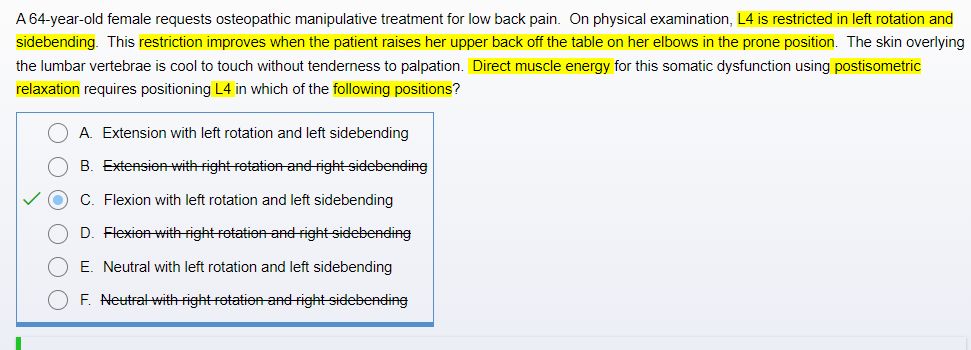 A 64-year-old female requests osteopathic manipulative treatment for low back pain.  On physical examination, L4 is restricted in left rotation and
sidebending.  This restriction improves when the patient raises her upper back off the table on her elbows in the prone position.  The skin overlying
the lumbar vertebrae is cool to touch without tenderness to palpation.  Direct muscle energy for this somatic dysfunction using postisometric
relaxation requires positioning L4 in which of the following positions?
A.  Extension with left rotation and left sidebending
B.  Extension with right rotation and right sidebending
C.  Flexion with left rotation and left sidebending
D.  Flexion with right rotation and right sidebending
E.  Neutral with left rotation and left sidebending
F.  Neutral with right rotation and right sidebending